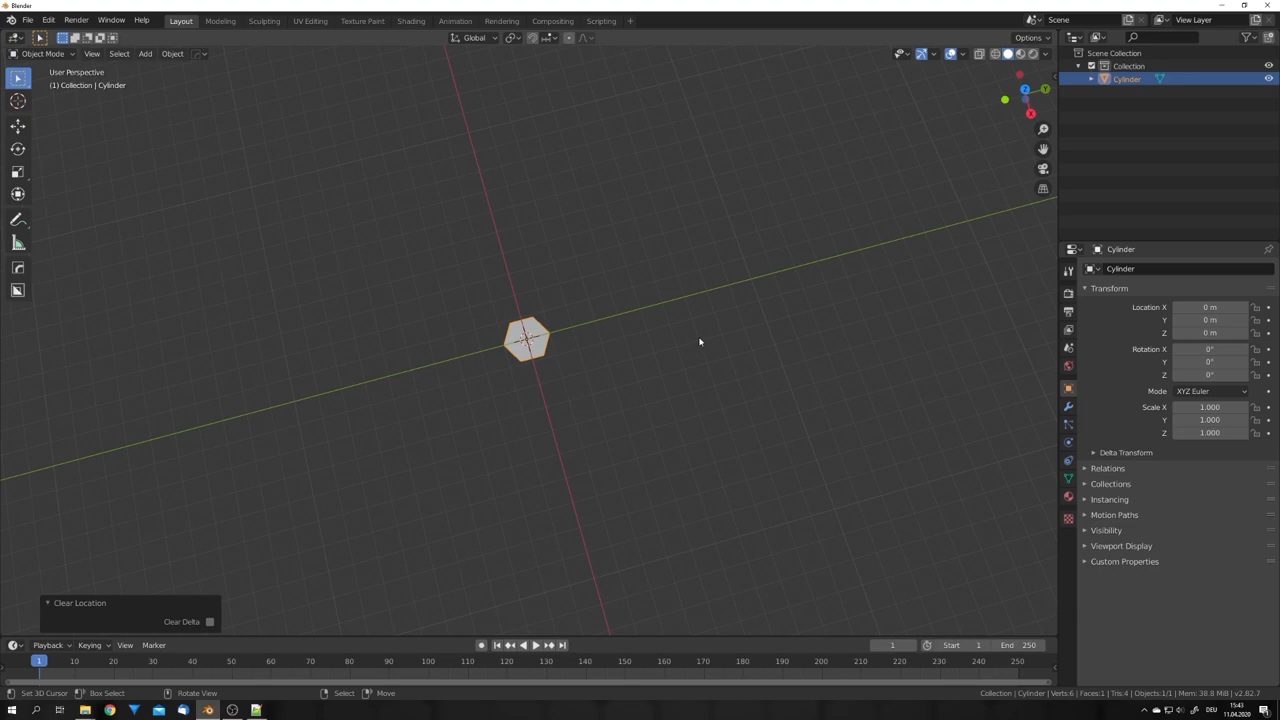 Blender
File Edit Render Window Help
Layout Modeling Sculpting UV Editing Texture Paint Shading Animation Rendering Compositing Scripting +
Scene
View Layer
Global
Options
Object Mode View Select Add Object
User Perspective
(1) Collection | Cylinder
Z
Y
X
Scene Collection
Collection
Cylinder
Cylinder
Cylinder
Transform
Location X 0 m
Y 0 m
Z 0 m
Rotation X 0°
Y 0°
Z 0°
Mode XYZ Euler
Scale X 1.000
Y 1.000
Z 1.000
Delta Transform
Relations
Collections
Instancing
Motion Paths
Visibility
Viewport Display
Custom Properties
Clear Location
Clear Delta
Playback Keying View Marker
1 Start 1 End 250
1 10 20 30 40 50 60 70 80 90 100 110 120 130 140 150 160 170 180 190 200 210 220 230 240 250
Set 3D Cursor Box Select Rotate View Select Move
Collection | Cylinder | Verts:6 | Faces:1 | Tris:4 | Objects:1/1 | Mem: 38.8 MiB | v2.82.7
DEU
15:43
11.04.2020